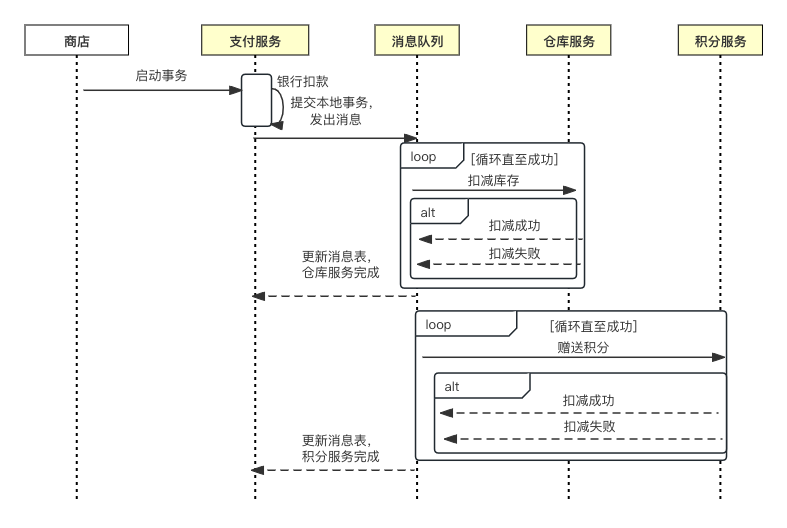 商店
支付服务
消息队列
仓库服务
积分服务
启动事务
银行扣款
提交本地事务，
发出消息
loop
[循环直至成功]
扣减库存
alt
扣减成功
扣减失败
更新消息表，
仓库服务完成
loop
[循环直至成功]
赠送积分
alt
扣减成功
扣减失败
更新消息表，
积分服务完成